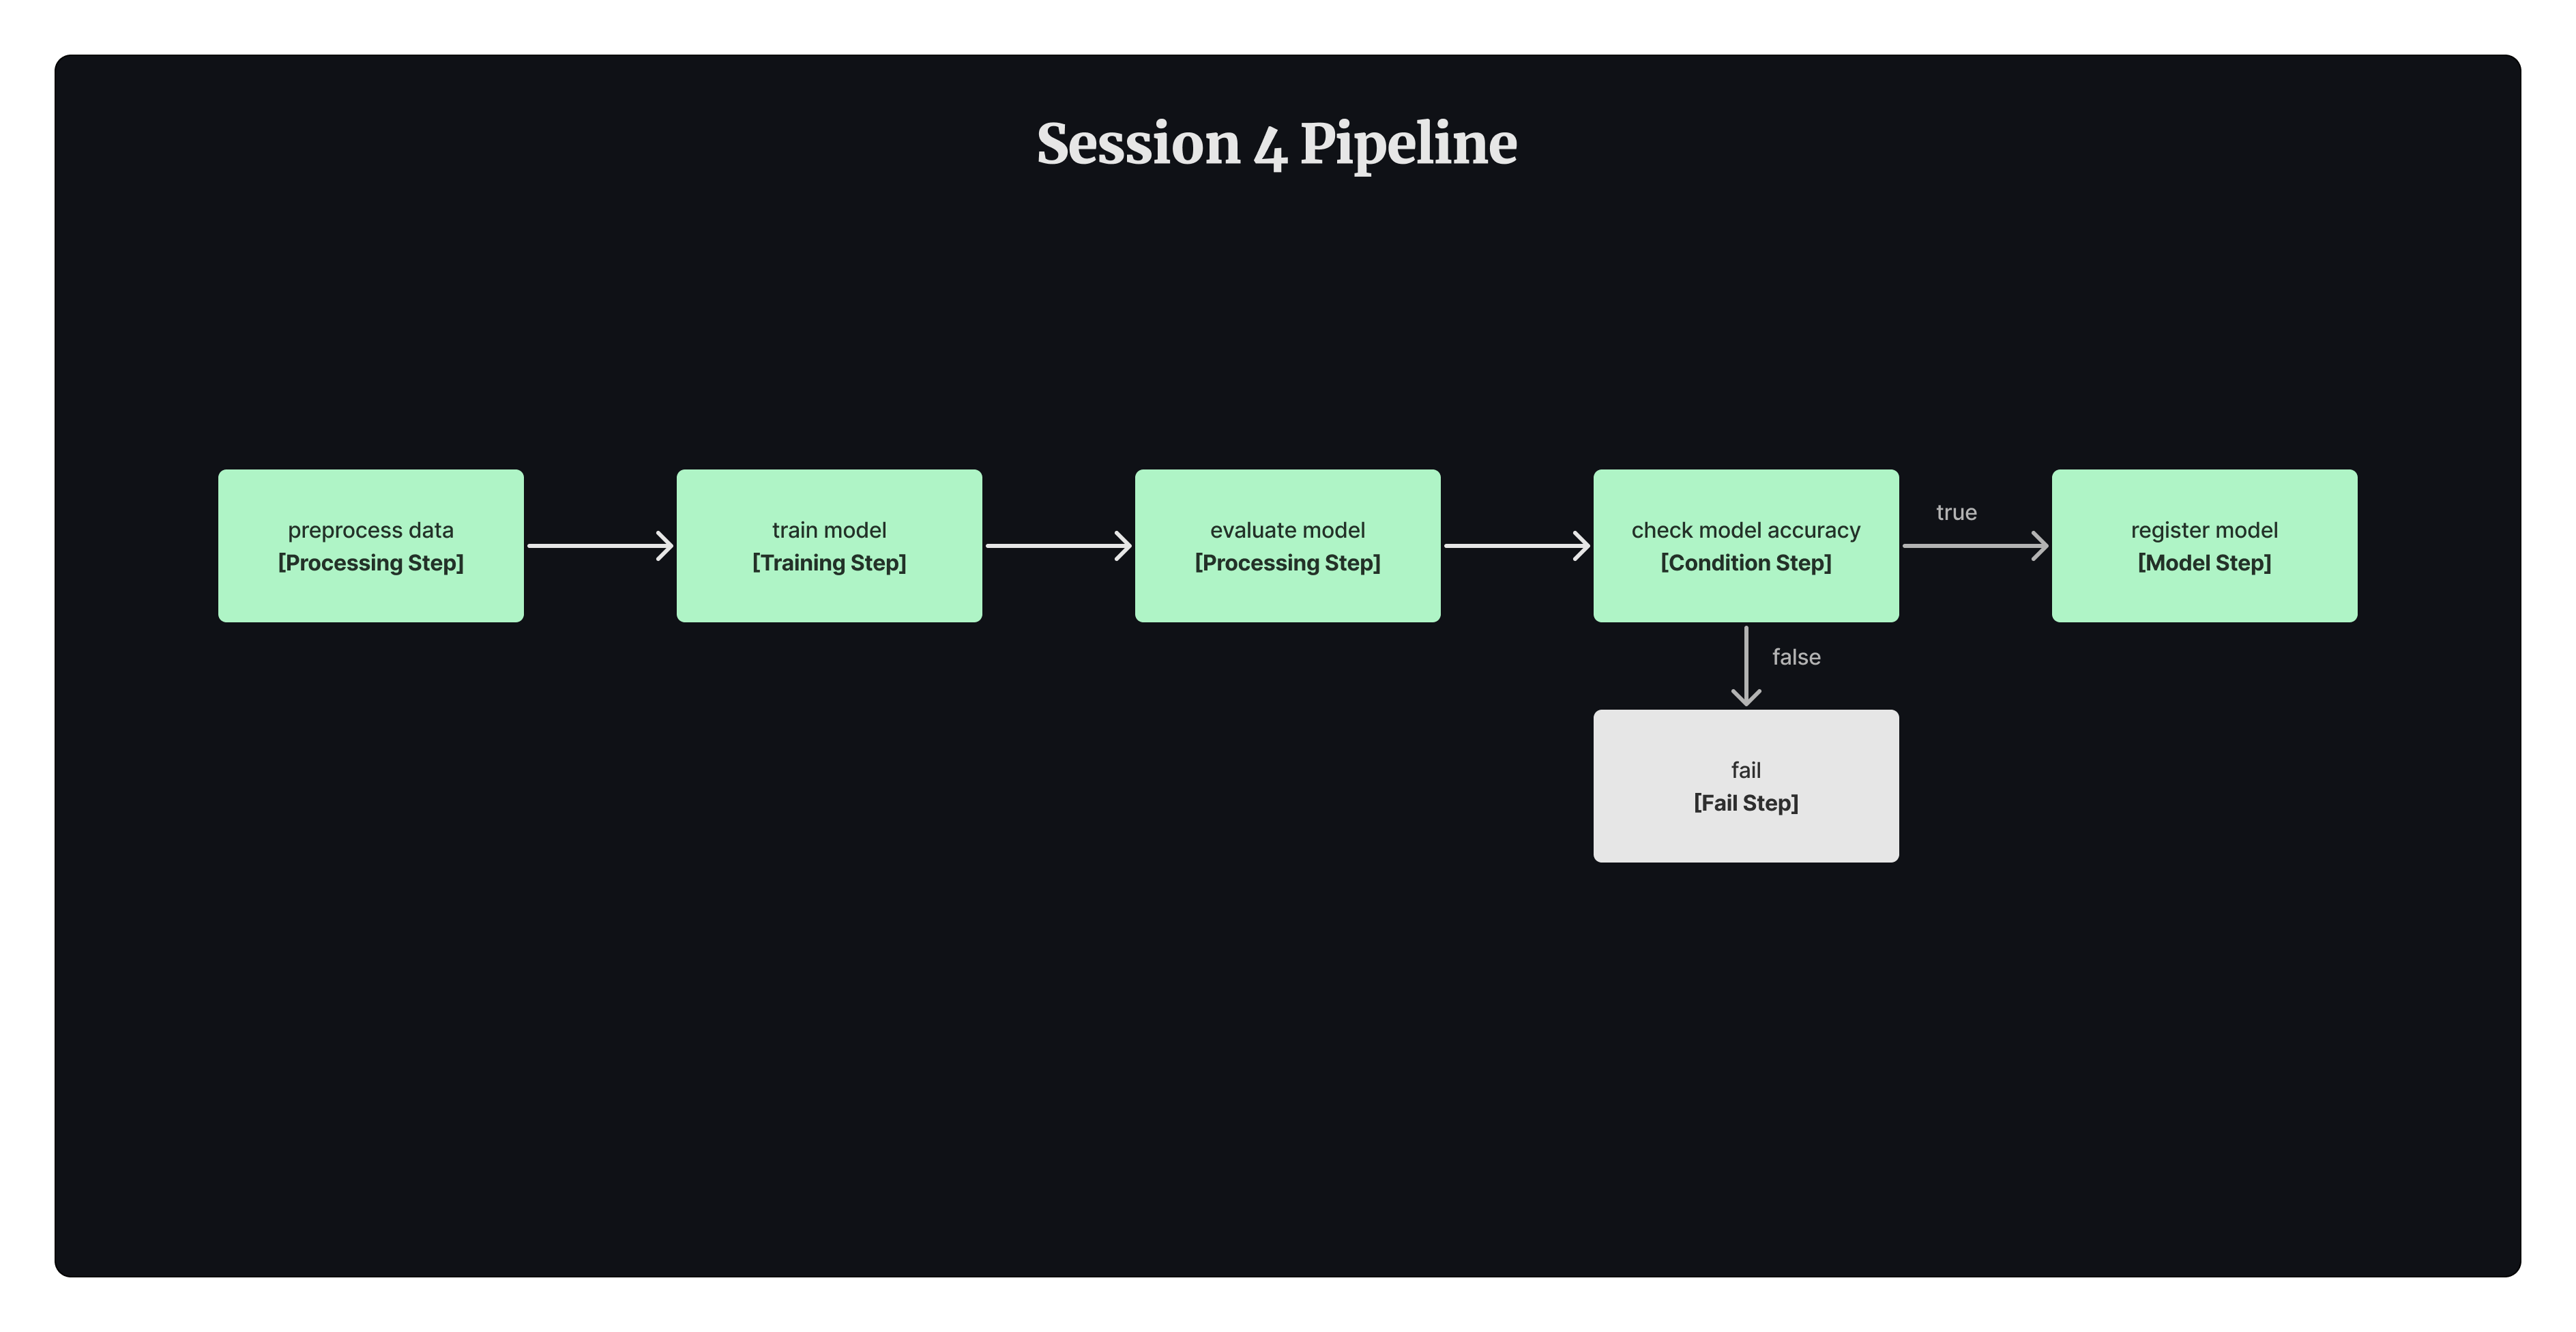 Session 4 Pipeline
preprocess data
[Processing Step]
train model
[Training Step]
evaluate model
[Processing Step]
check model accuracy
[Condition Step]
true
register model
[Model Step]
false
fail
[Fail Step]